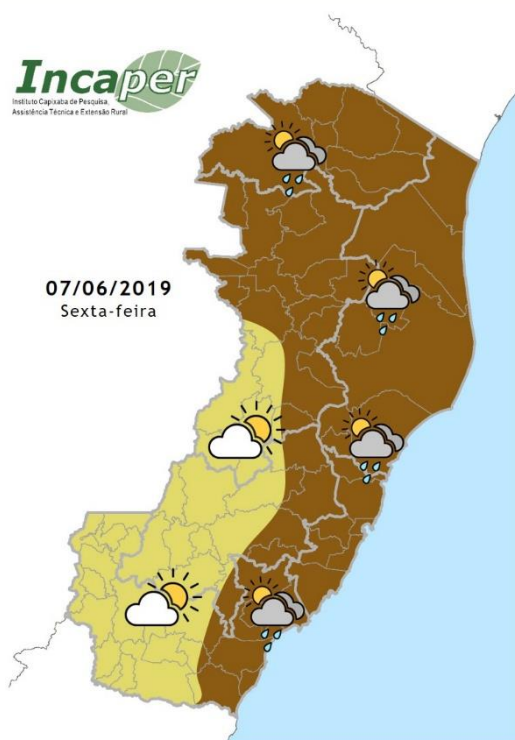 Incaper
Instituto Capixaba de Pesquisa,
Assistência Técnica e Extensão Rural
07/06/2019
Sexta-feira